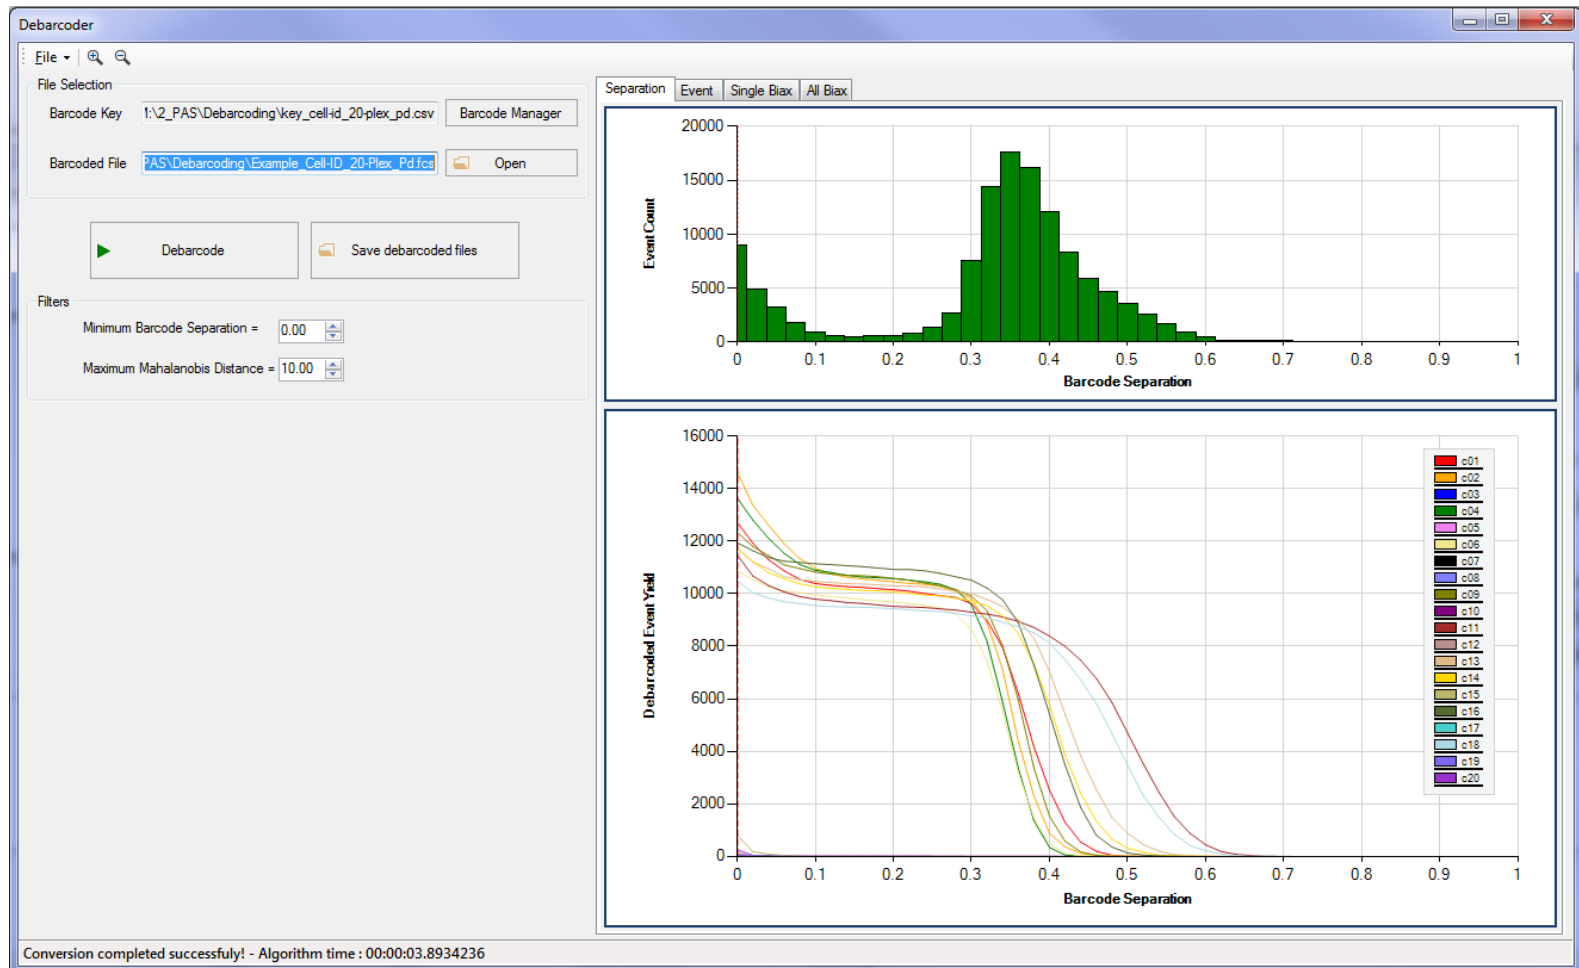 Debarcoder
File
File Selection
Barcode Key 1:\2_PAS\Debarcoding\key_cell-id_20-plex_pd.csv Barcode Manager
Barcoded File PAS\Debarcoding\Example_Cell-ID_20-Plex_Pd.fcs Open
Debarcode Save debarcoded files
Filters
Minimum Barcode Separation = 0.00
Maximum Mahalanobis Distance = 10.00
Separation Event Single Biax All Biax
20000
15000
10000
5000
0
Event Count
0 0.1 0.2 0.3 0.4 0.5 0.6 0.7 0.8 0.9 1
Barcode Separation
16000
14000
12000
10000
8000
6000
4000
2000
0
Debarcoded Event Yield
0 0.1 0.2 0.3 0.4 0.5 0.6 0.7 0.8 0.9 1
Barcode Separation
c01
c02
c03
c04
c05
c06
c07
c08
c09
c10
c11
c12
c13
c14
c15
c16
c17
c18
c19
c20
Conversion completed successfuly! - Algorithm time : 00:00:03.8934236